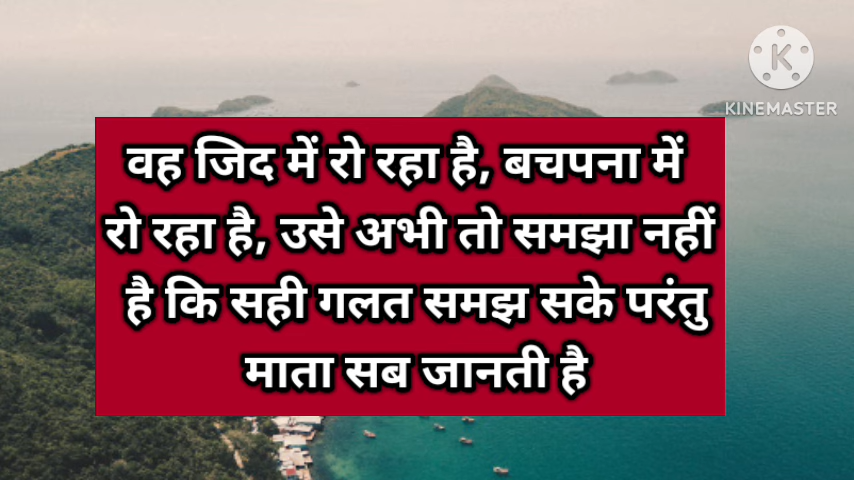 KINEMASTER
वह जिद में रो रहा है, बचपना में
रो रहा है, उसे अभी तो समझा नहीं
है कि सही गलत समझ सके परंतु
माता सब जानती है